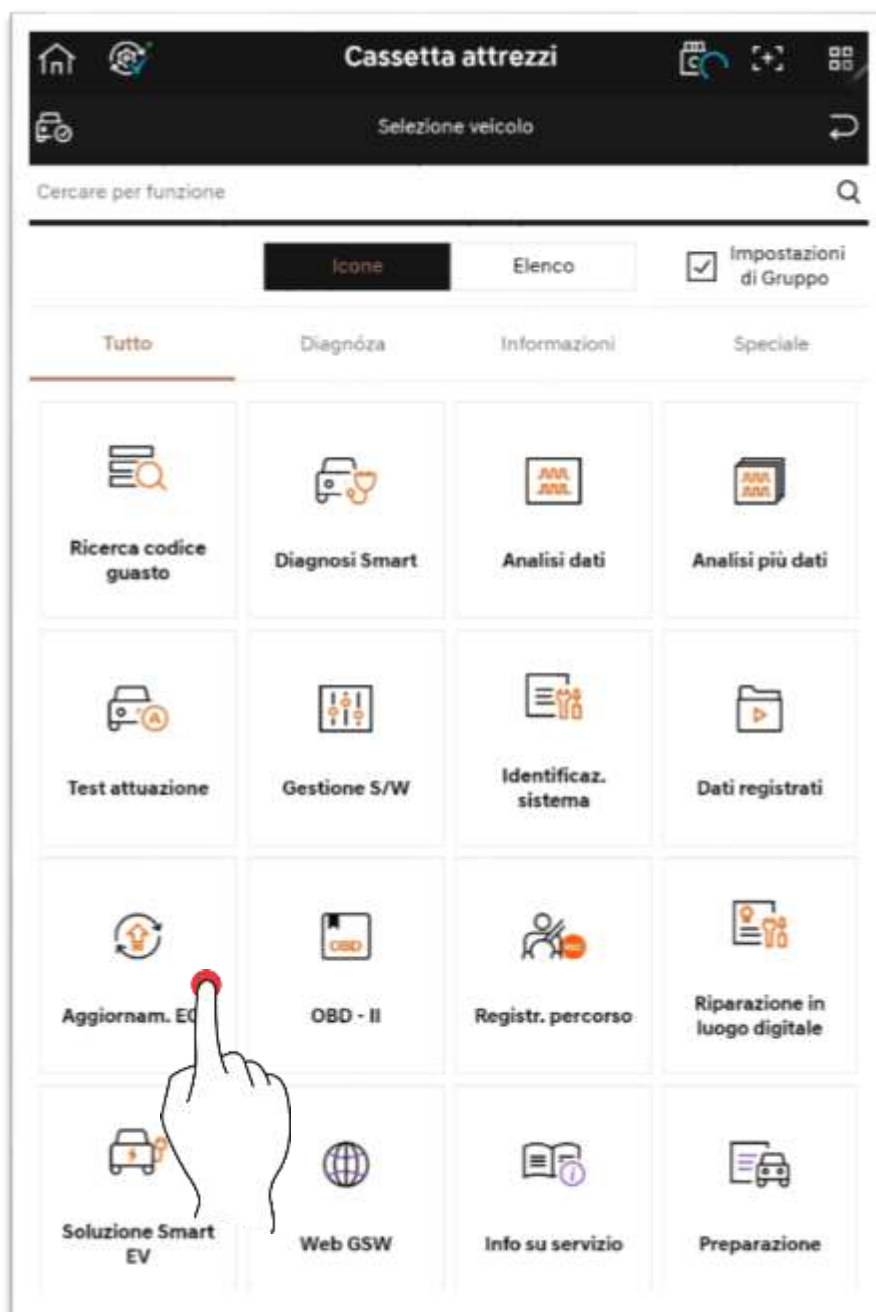 Cassetta attrezzi
Selezione veicolo
Cercare per funzione
Icone
Elenco
Impostazioni
di Gruppo
Tutto
Diagnóza
Informazioni
Speciale
Ricerca codice
guasto
Diagnosi Smart
Analisi dati
Analisi più dati
Test attuazione
Gestione S/W
Identificaz.
sistema
Dati registrati
OBD
Aggiornam.
OBD - II
Registr. percorso
Riparazione in
luogo digitale
Soluzione Smart
EV
Web GSW
Info su servizio
Preparazione